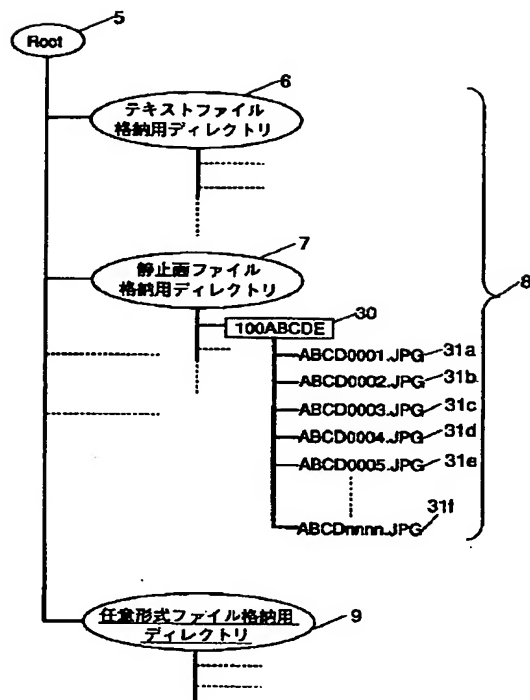 5
Root
6
テキストファイル
格納用ディレクトリ
7
静止画ファイル
格納用ディレクトリ
8
30
100ABCDE
ABCD0001.JPG 31a
ABCD0002.JPG 31b
ABCD0003.JPG 31c
ABCD0004.JPG 31d
ABCD0005.JPG 31e
31f
ABCDnnnn.JPG
任意形式ファイル格納用
ディレクトリ
9